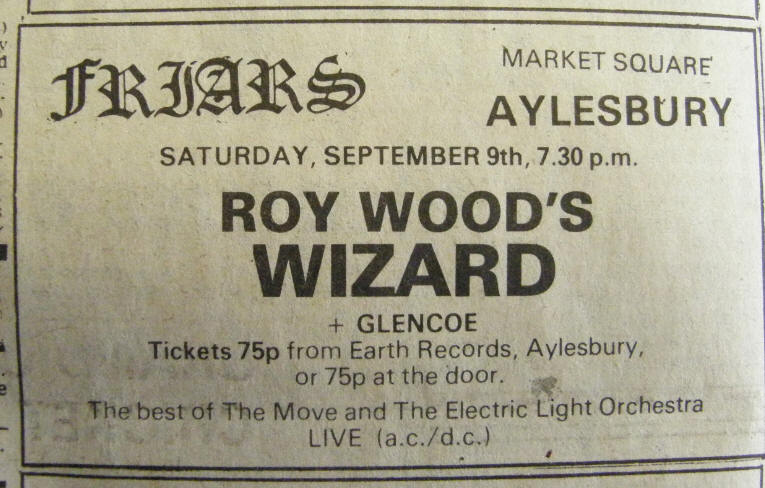 FRIARS
MARKET SQUARE
AYLESBURY
SATURDAY, SEPTEMBER 9th, 7.30 p.m.
ROY WOOD'S
WIZARD
+ GLENCOE
Tickets 75p from Earth Records, Aylesbury,
or 75p at the door.
The best of The Move and The Electric Light Orchestra
LIVE (a.c./d.c.)